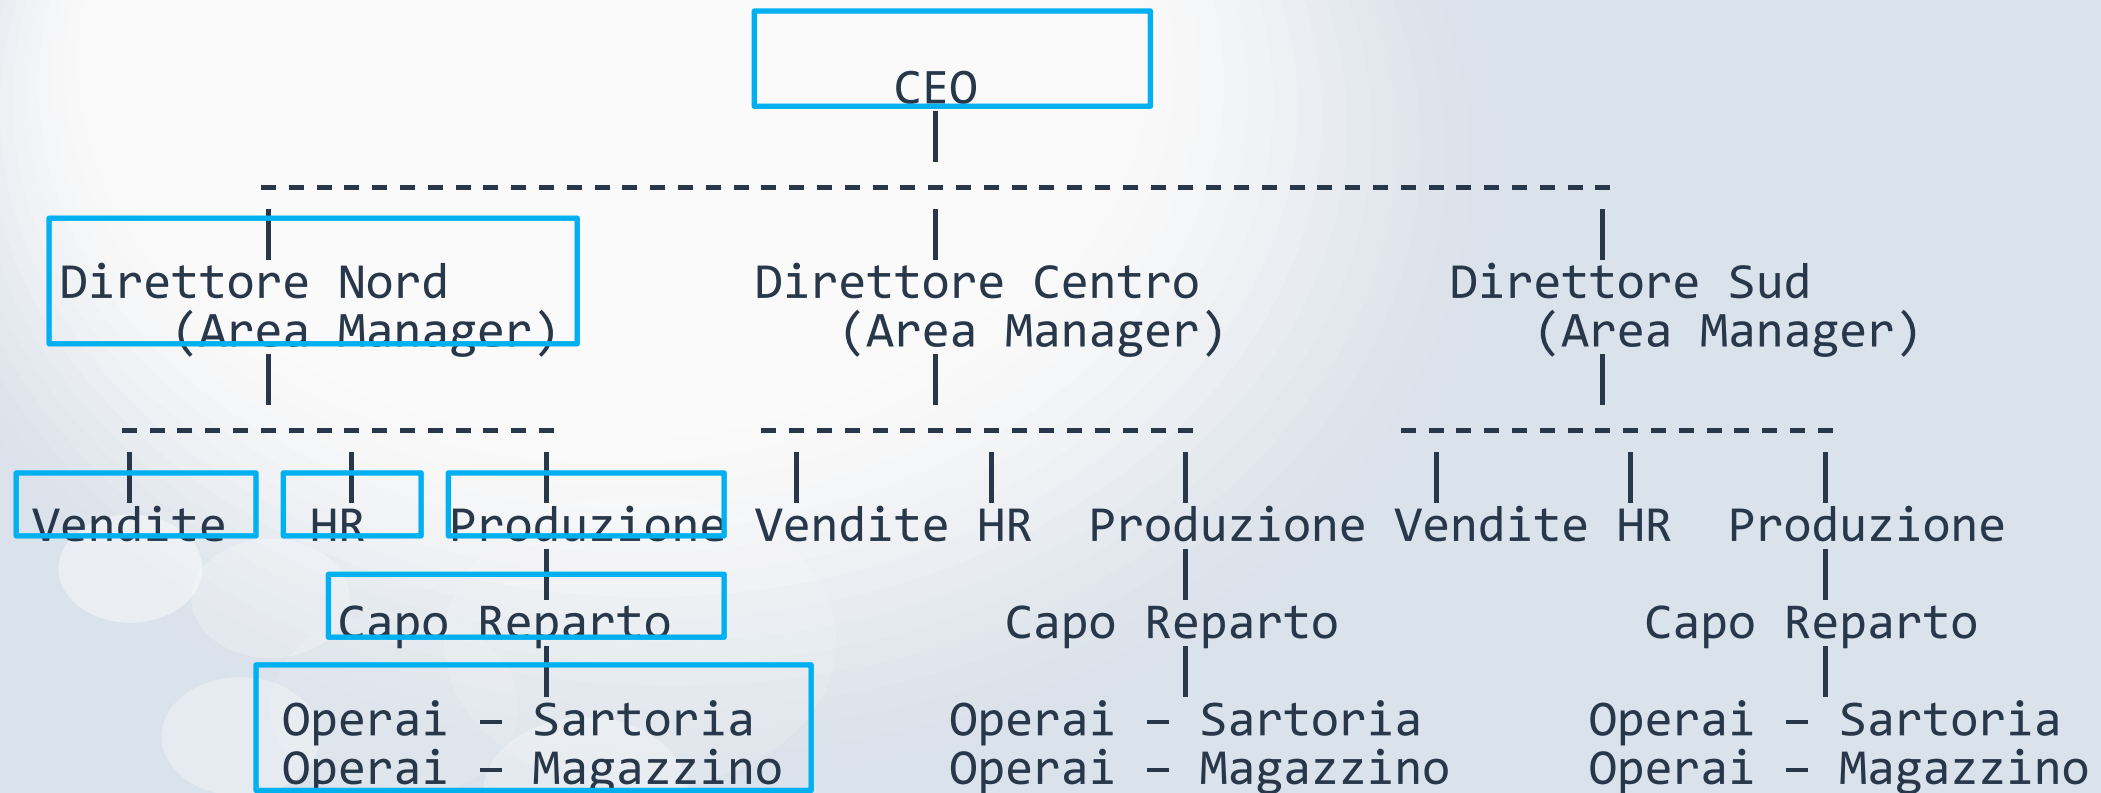 CEO
Direttore Nord Direttore Centro Direttore Sud
(Area Manager) (Area Manager) (Area Manager)
Vendite HR Produzione Vendite HR Produzione Vendite HR Produzione
Capo Reparto Capo Reparto Capo Reparto
Operai – Sartoria Operai – Sartoria Operai – Sartoria
Operai – Magazzino Operai – Magazzino Operai – Magazzino